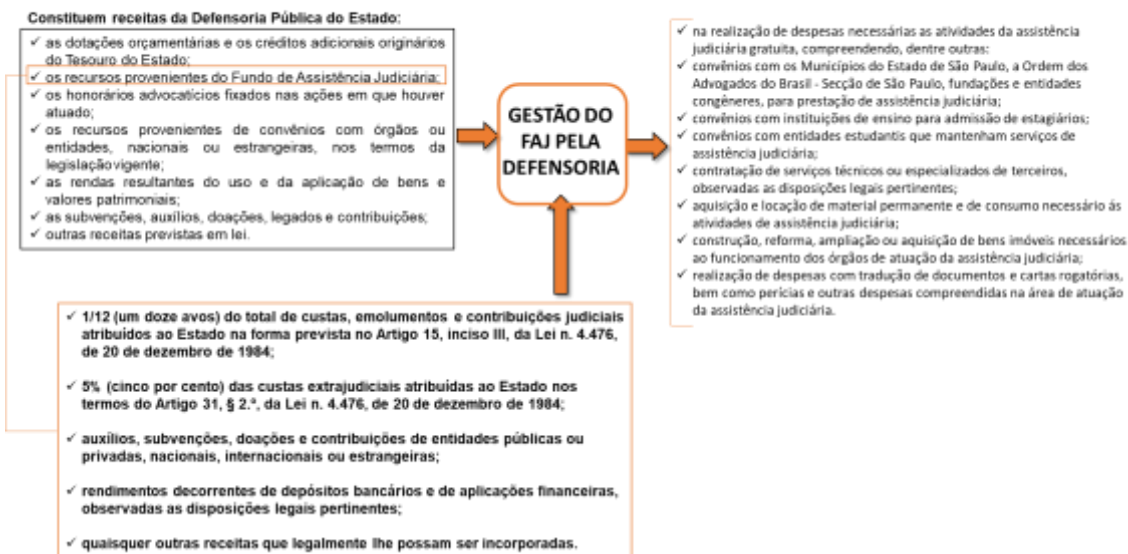 Constituem receitas da Defensoria Pública do Estado:
✓ as dotações orçamentárias e os créditos adicionais originários
do Tesouro do Estado;
✓ os recursos provenientes do Fundo de Assistência Judiciária;
✓ os honorários advocatícios fixados nas ações em que houver
atuado;
✓ os recursos provenientes de convênios com órgãos ou
entidades, nacionais ou estrangeiras, nos termos da
legislação vigente;
✓ as rendas resultantes do uso e da aplicação de bens e
valores patrimoniais;
✓ as subvenções, auxílios, doações, legados e contribuições;
✓ outras receitas previstas em lei.
GESTÃO DO
FAJ PELA
DEFENSORIA
✓ na realização de despesas necessárias as atividades da assistência
judiciária gratuita, compreendendo, dentre outras:
✓ convênios com os Municípios do Estado de São Paulo, a Ordem dos
Advogados do Brasil - Secção de São Paulo, fundações e entidades
congêneres, para prestação de assistência judiciária;
✓ convênios com instituições de ensino para admissão de estagiários;
✓ convênios com entidades estudantis que mantenham serviços de
assistência judiciária;
✓ contratação de serviços técnicos ou especializados de terceiros,
observadas as disposições legais pertinentes;
✓ aquisição e locação de material permanente e de consumo necessário ás
atividades de assistência judiciária;
✓ construção, reforma, ampliação ou aquisição de bens imóveis necessários
ao funcionamento dos órgãos de atuação da assistência judiciária;
✓ realização de despesas com tradução de documentos e cartas rogatórias,
bem como perícias e outras despesas compreendidas na área de atuação
da assistência judiciária.
✓ 1/12 (um doze avos) do total de custas, emolumentos e contribuições judiciais
atribuídos ao Estado na forma prevista no Artigo 15, inciso III, da Lei n. 4.476,
de 20 de dezembro de 1984;
✓ 5% (cinco por cento) das custas extrajudiciais atribuídas ao Estado nos
termos do Artigo 31, § 2.º, da Lei n. 4.476, de 20 de dezembro de 1984;
✓ auxílios, subvenções, doações e contribuições de entidades públicas ou
privadas, nacionais, internacionais ou estrangeiras;
✓ rendimentos decorrentes de depósitos bancários e de aplicações financeiras,
observadas as disposições legais pertinentes;
✓ quaisquer outras receitas que legalmente lhe possam ser incorporadas.